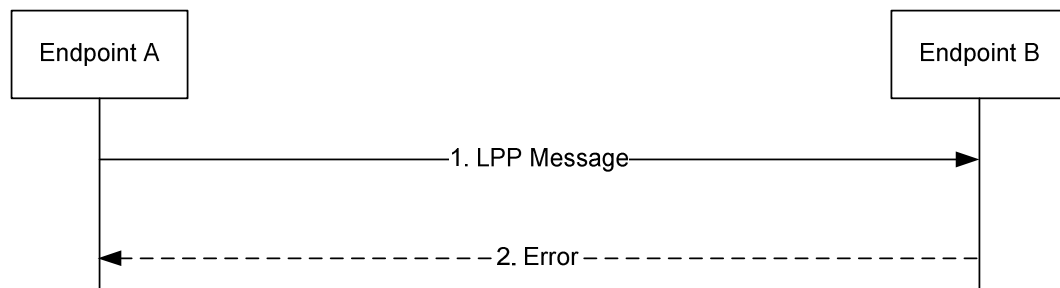 Endpoint A
Endpoint B
1. LPP Message
2. Error